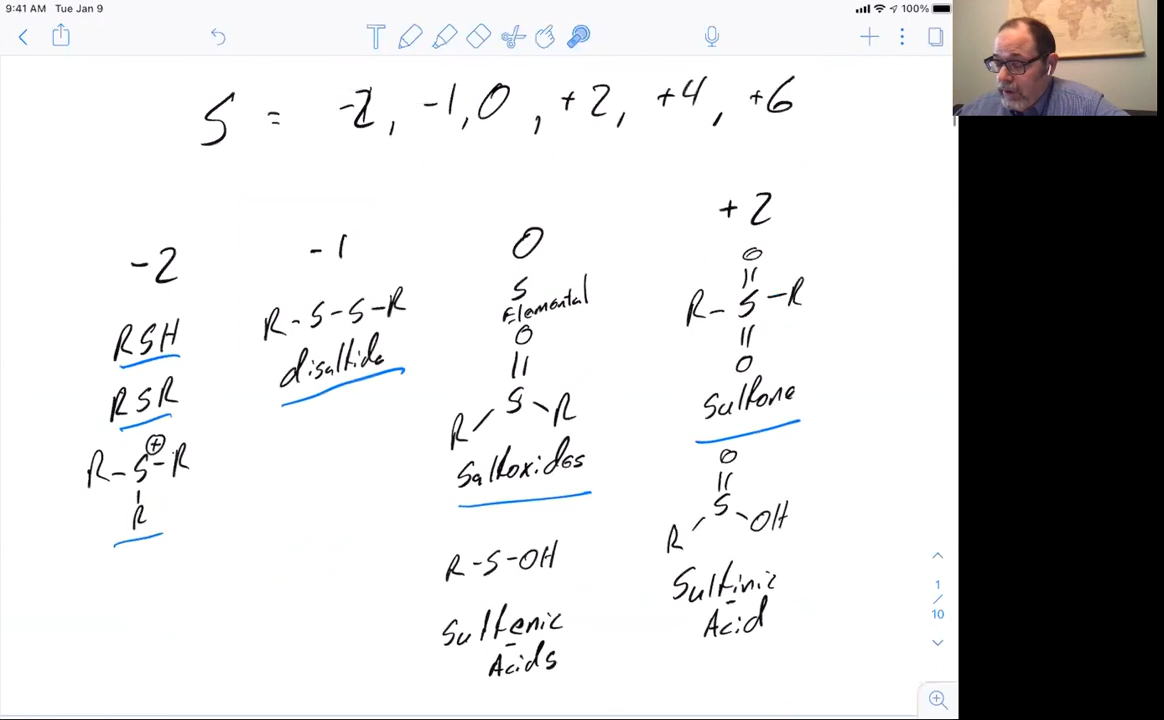 9:41 AM Tue Jan 9
100%
S = -2, -1, 0, +2, +4, +6
-2
RSH
RSR
R-S-R
⊕
R
-1
R-S-S-R
disulfide
0
S
Elemental
O
R S R
Sulfoxides
R-S-OH
Sulfenic
Acids
+2
O
R-S-R
O
Sulfone
O
R S OH
Sulfinic
Acid
1
/
10